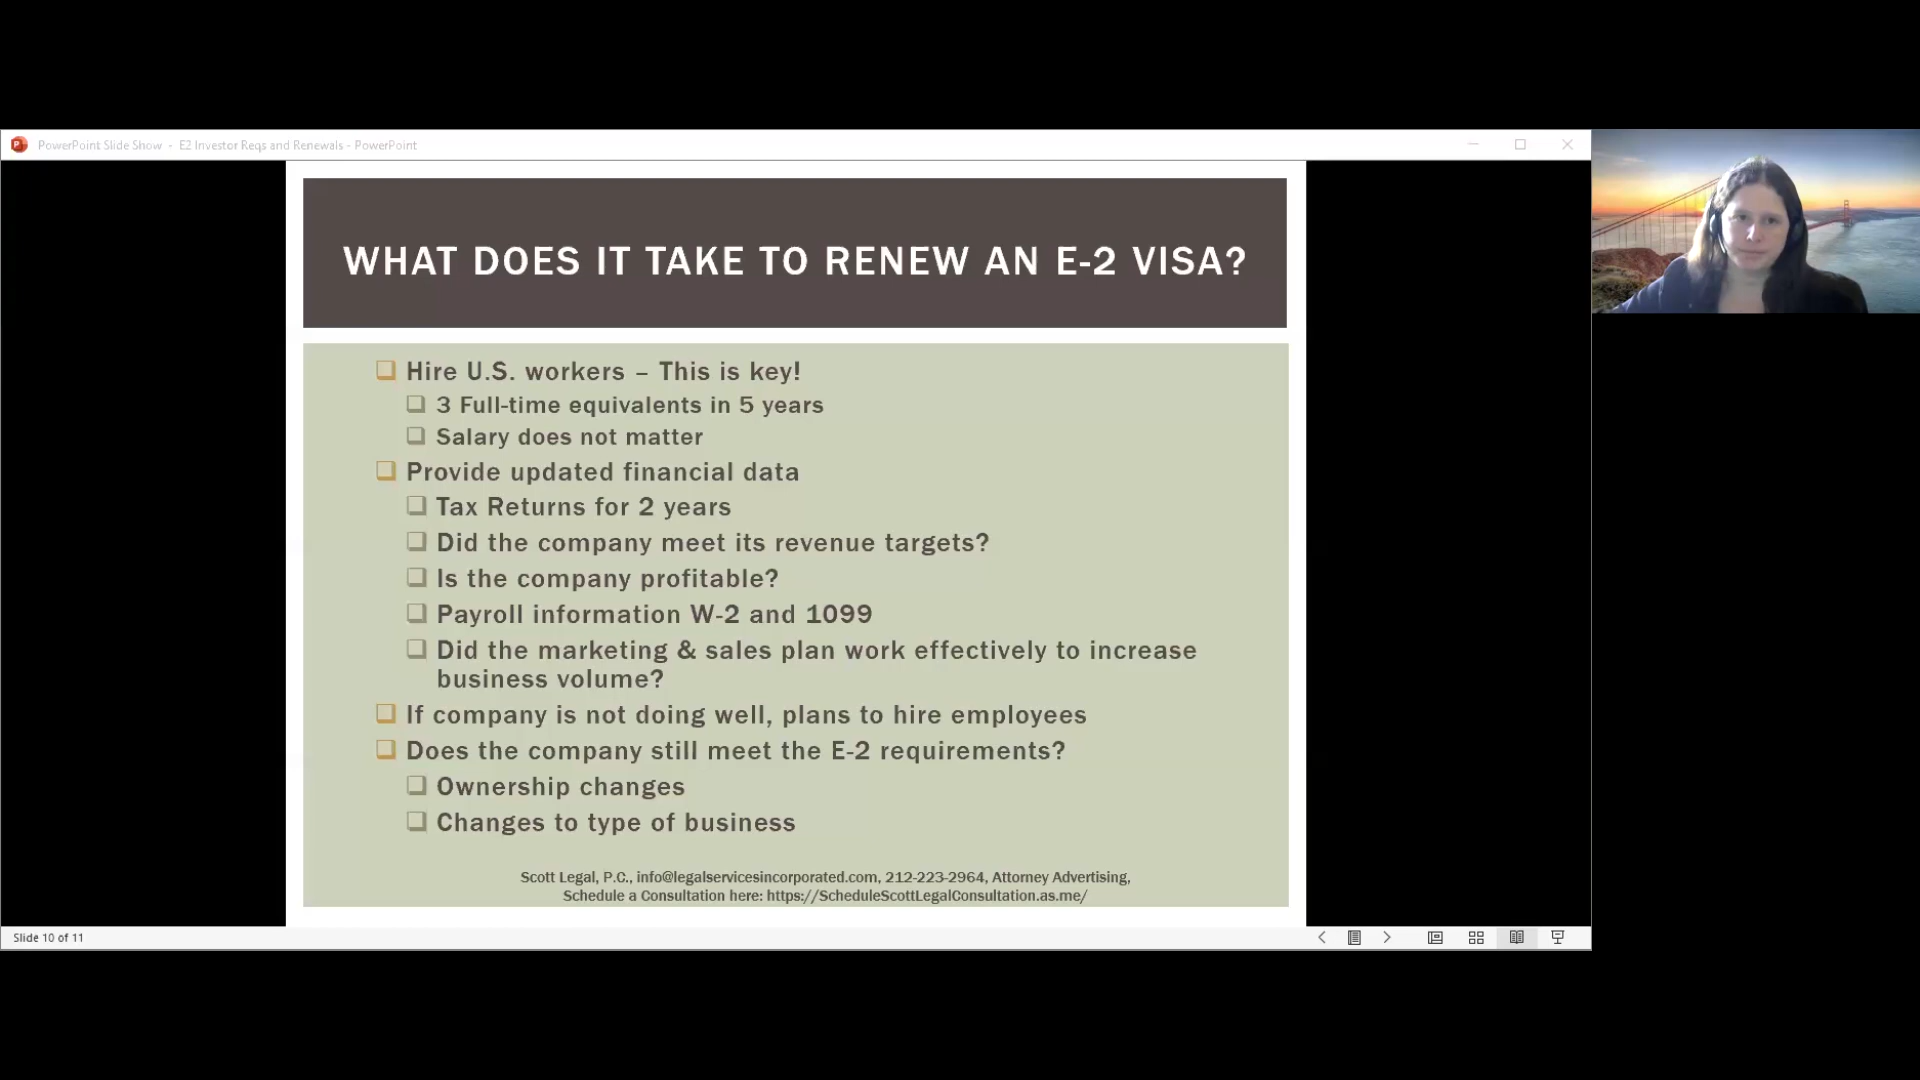 PowerPoint Slide Show - E2 Investor Reqs and Renewals - PowerPoint
WHAT DOES IT TAKE TO RENEW AN E-2 VISA?
Hire U.S. workers – This is key!
3 Full-time equivalents in 5 years
Salary does not matter
Provide updated financial data
Tax Returns for 2 years
Did the company meet its revenue targets?
Is the company profitable?
Payroll information W-2 and 1099
Did the marketing & sales plan work effectively to increase
business volume?
If company is not doing well, plans to hire employees
Does the company still meet the E-2 requirements?
Ownership changes
Changes to type of business
Scott Legal, P.C., info@legalservicesincorporated.com, 212-223-2964, Attorney Advertising,
Schedule a Consultation here: https://ScheduleScottLegalConsultation.as.me/
Slide 10 of 11